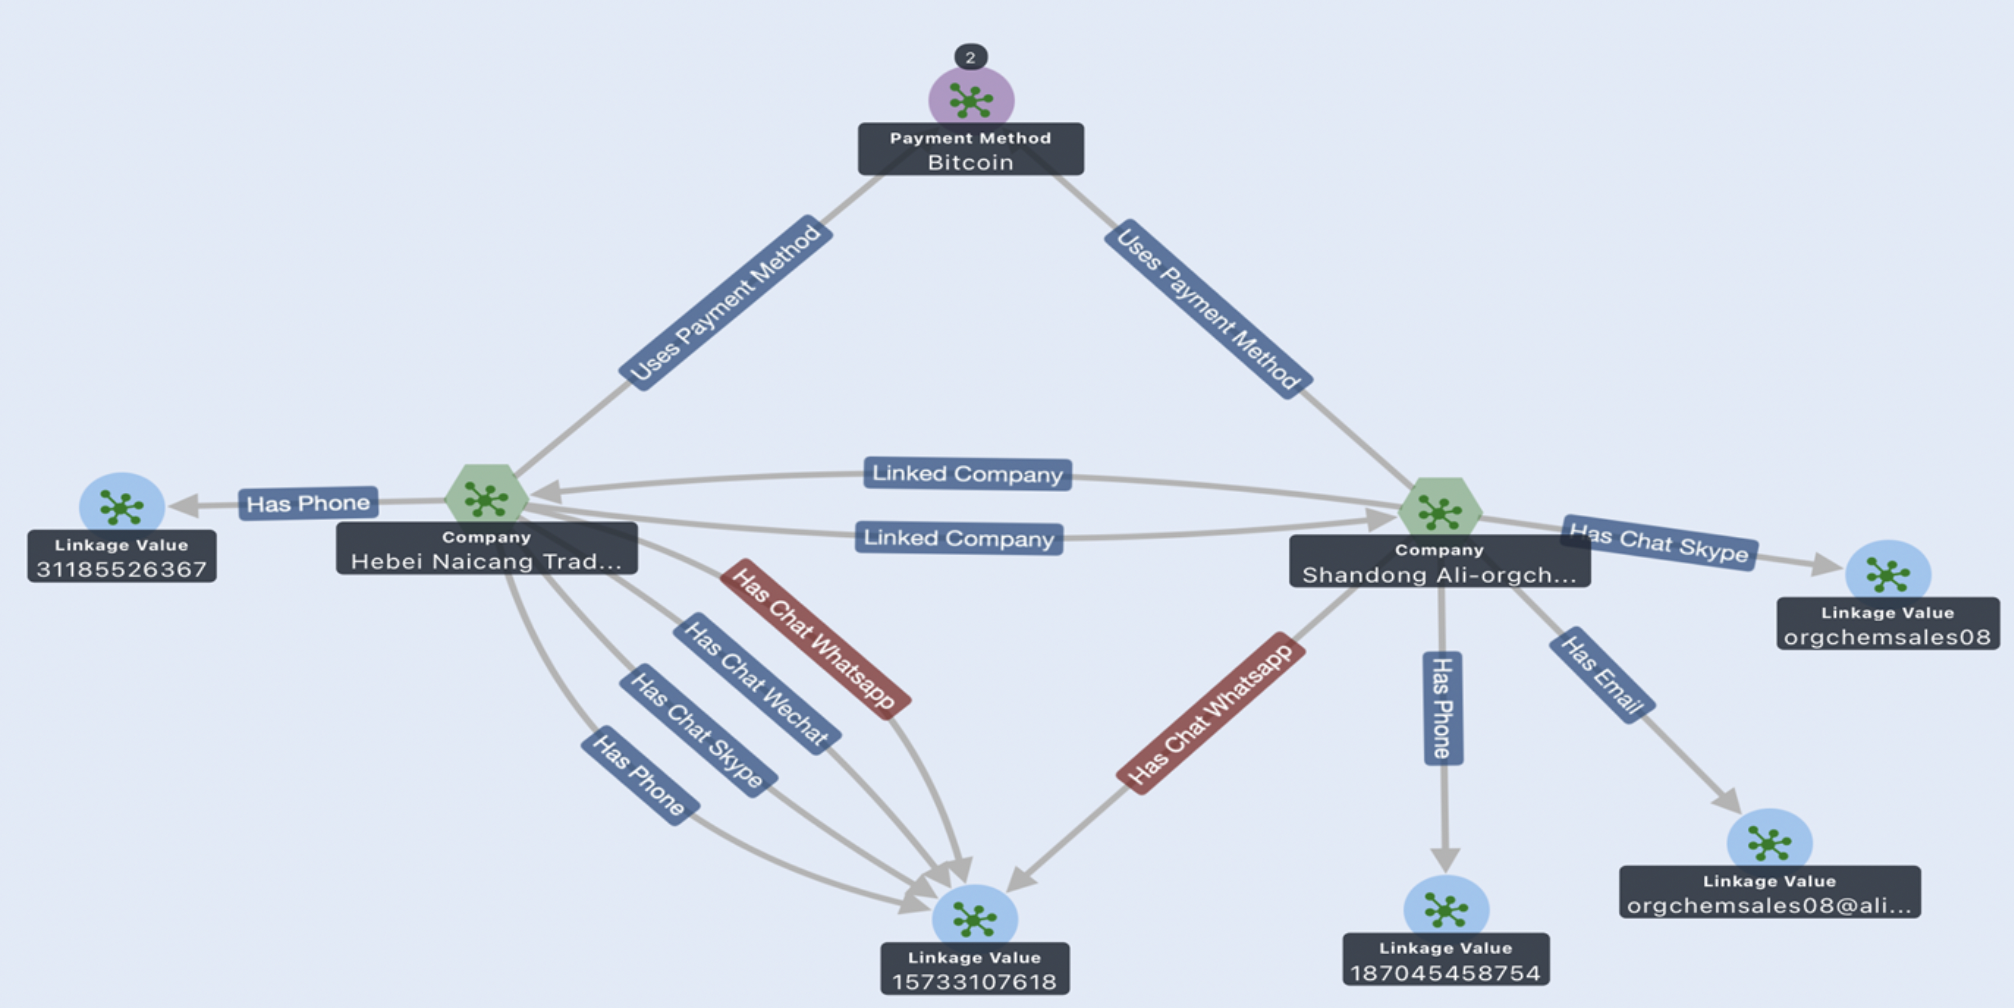 2
Payment Method
Bitcoin
Uses Payment Method
Uses Payment Method
Linked Company
Linked Company
Has Phone
Linkage Value
31185526367
Company
Hebei Naicang Trad...
Company
Shandong Ali-orgch...
Has Chat Skype
Linkage Value
orgchemsales08
Has Chat Whatsapp
Has Chat Wechat
Has Chat Skype
Has Phone
Has Chat Whatsapp
Has Phone
Has Email
Linkage Value
orgchemsales08@ali...
Linkage Value
15733107618
Linkage Value
187045458754